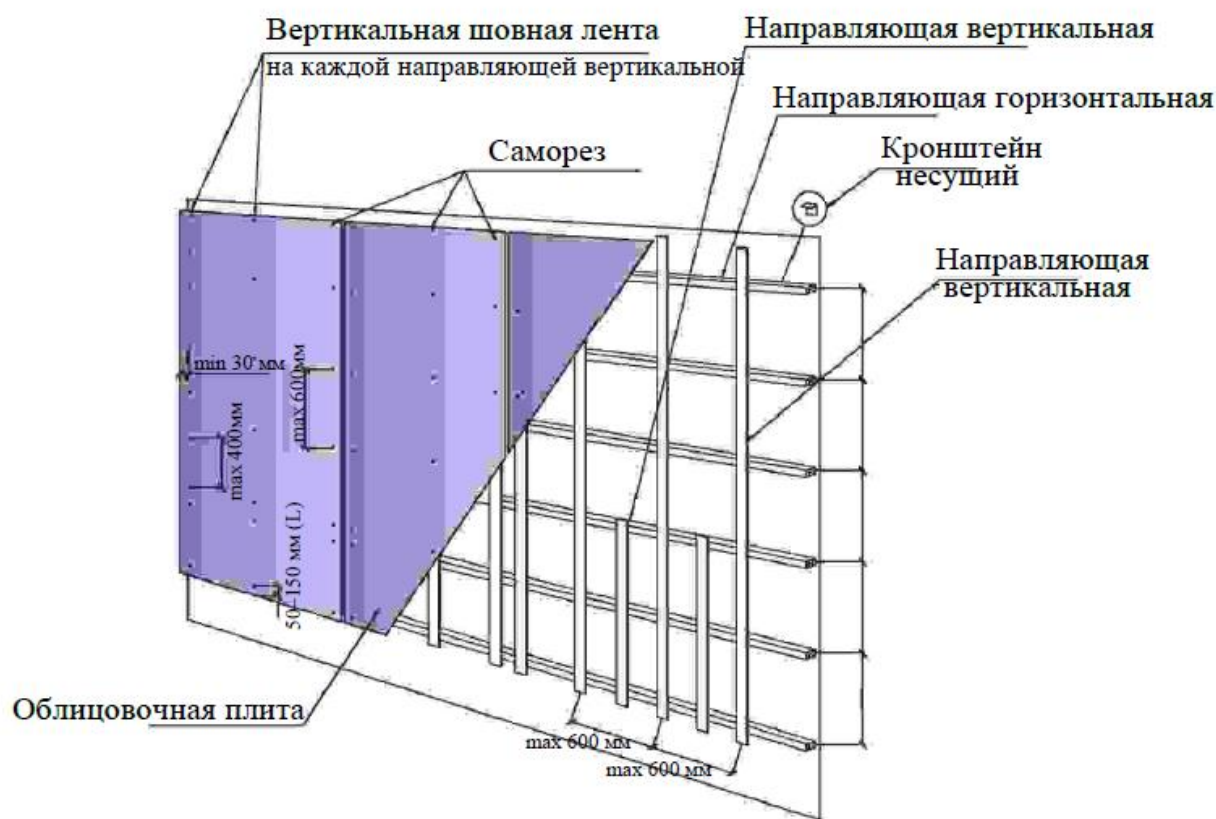 Вертикальная шовная лента
на каждой направляющей вертикальной
Направляющая вертикальная
Направляющая горизонтальная
Саморез
Кронштейн
несущий
Направляющая
вертикальная
min 30 мм
max 600мм
max 400мм
50–150 мм (L)
Облицовочная плита
max 600 мм
max 600 мм